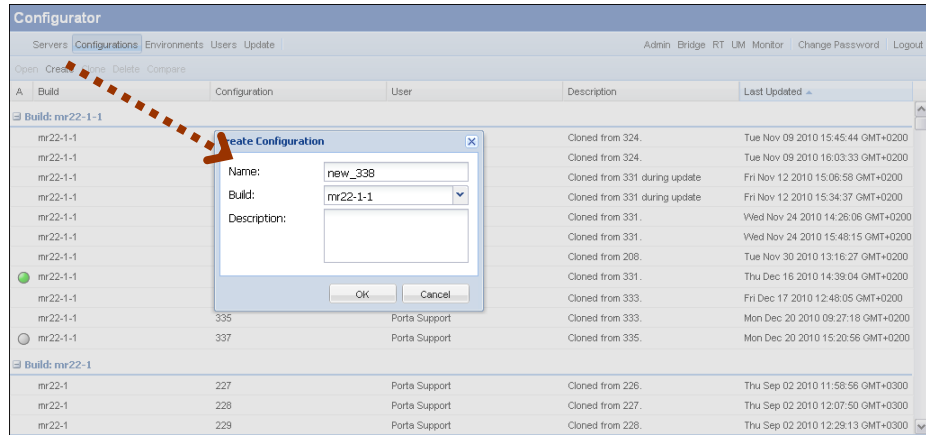 Configurator
Servers Configurations Environments Users Update Admin Bridge RT UM Monitor Change Password Logout
Open Create Clone Delete Compare
A Build Configuration User Description Last Updated
Build: mr22-1-1
mr22-1-1 Cloned from 324. Tue Nov 09 2010 15:45:44 GMT+0200
mr22-1-1 Cloned from 324. Tue Nov 09 2010 16:03:33 GMT+0200
mr22-1-1 Cloned from 331 during update Fri Nov 12 2010 15:06:58 GMT+0200
mr22-1-1 Cloned from 331 during update Fri Nov 12 2010 15:34:37 GMT+0200
mr22-1-1 Cloned from 331. Wed Nov 24 2010 14:26:06 GMT+0200
mr22-1-1 Cloned from 331. Wed Nov 24 2010 15:48:15 GMT+0200
mr22-1-1 Cloned from 208. Tue Nov 30 2010 13:16:27 GMT+0200
mr22-1-1 Cloned from 331. Thu Dec 16 2010 14:39:04 GMT+0200
mr22-1-1 Cloned from 333. Fri Dec 17 2010 12:48:05 GMT+0200
mr22-1-1 335 Porta Support Cloned from 333. Mon Dec 20 2010 09:27:18 GMT+0200
mr22-1-1 337 Porta Support Cloned from 335. Mon Dec 20 2010 15:20:56 GMT+0200
Build: mr22-1
mr22-1 227 Porta Support Cloned from 226. Thu Sep 02 2010 11:58:56 GMT+0300
mr22-1 228 Porta Support Cloned from 227. Thu Sep 02 2010 12:07:50 GMT+0300
mr22-1 229 Porta Support Cloned from 228. Thu Sep 02 2010 12:29:13 GMT+0300
Create Configuration
Name: new_338
Build: mr22-1-1
Description:
OK Cancel